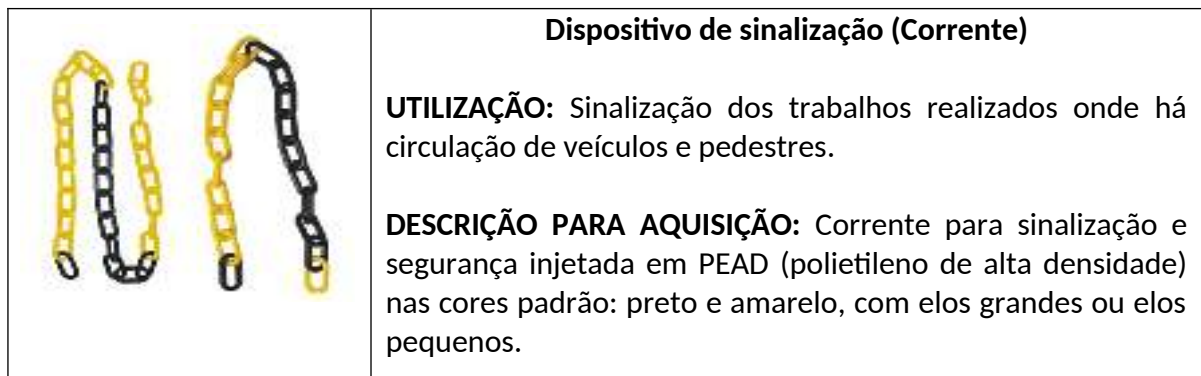 Dispositivo de sinalização (Corrente)
UTILIZAÇÃO: Sinalização dos trabalhos realizados onde há
circulação de veículos e pedestres.
DESCRIÇÃO PARA AQUISIÇÃO: Corrente para sinalização e
segurança injetada em PEAD (polietileno de alta densidade)
nas cores padrão: preto e amarelo, com elos grandes ou elos
pequenos.